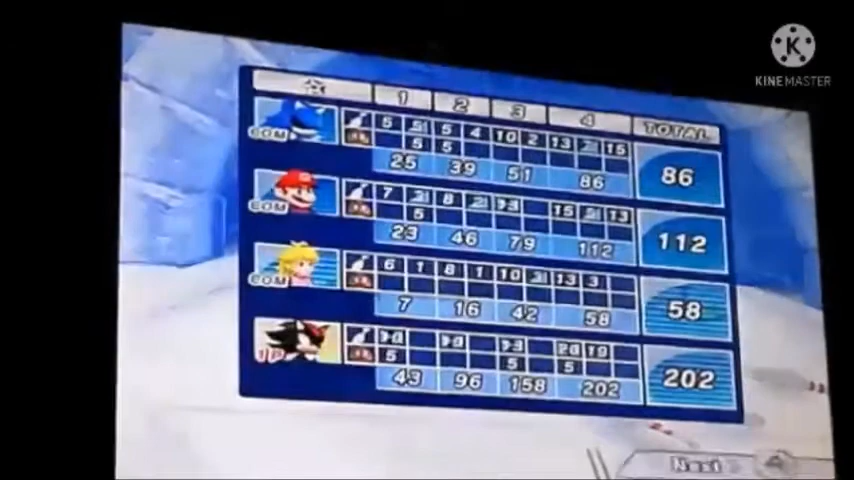 KINEMASTER
1 2 3 4 TOTAL
COM 5 5 4 10 2 13 15
5 5
25 39 51 86 86
COM 7 8 15 13
5
23 46 79 112 112
COM 6 1 8 1 10 13 3
7 16 42 58 58
1P 20 19
5 5 5
43 96 158 202 202
Next